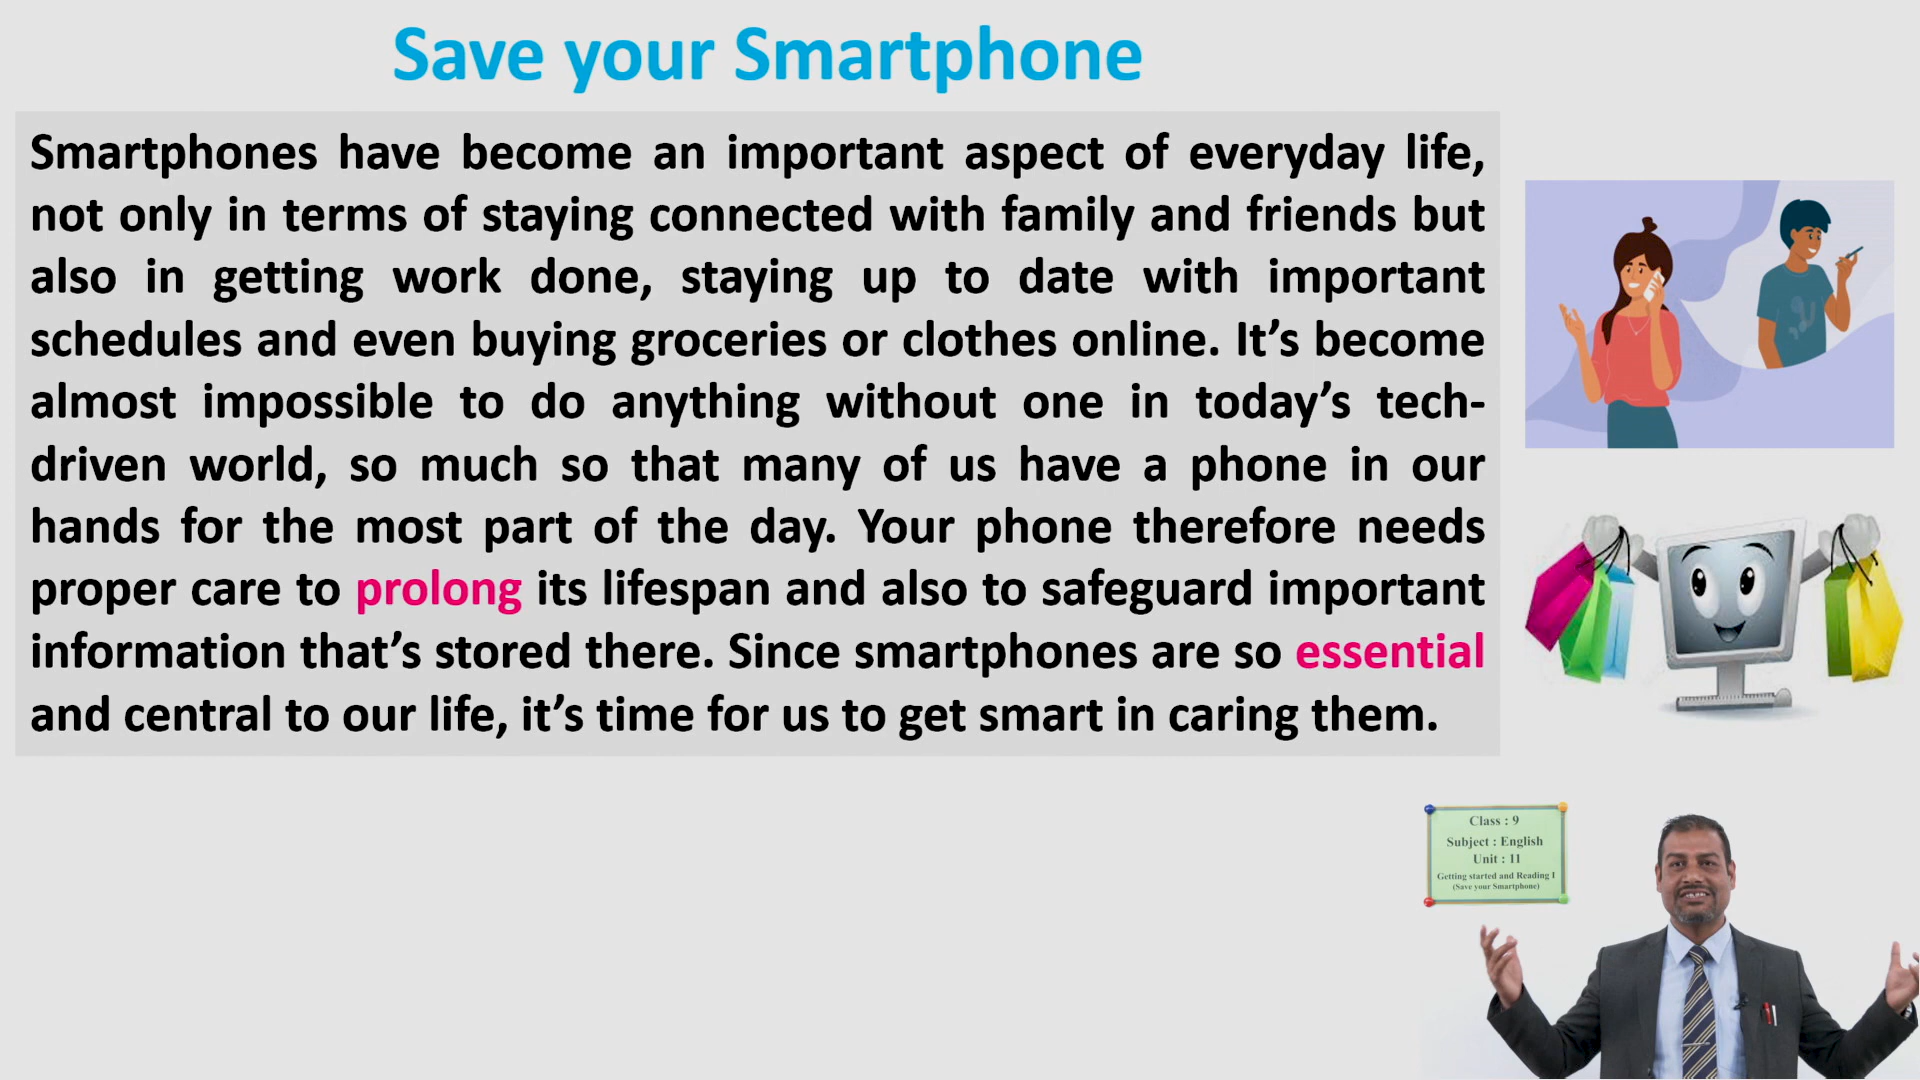 Save your Smartphone
Smartphones have become an important aspect of everyday life,
not only in terms of staying connected with family and friends but
also in getting work done, staying up to date with important
schedules and even buying groceries or clothes online. It’s become
almost impossible to do anything without one in today’s tech-
driven world, so much so that many of us have a phone in our
hands for the most part of the day. Your phone therefore needs
proper care to prolong its lifespan and also to safeguard important
information that’s stored there. Since smartphones are so essential
and central to our life, it’s time for us to get smart in caring them.
Class : 9
Subject : English
Unit : 11
Getting started and Reading I
(Save your Smartphone)